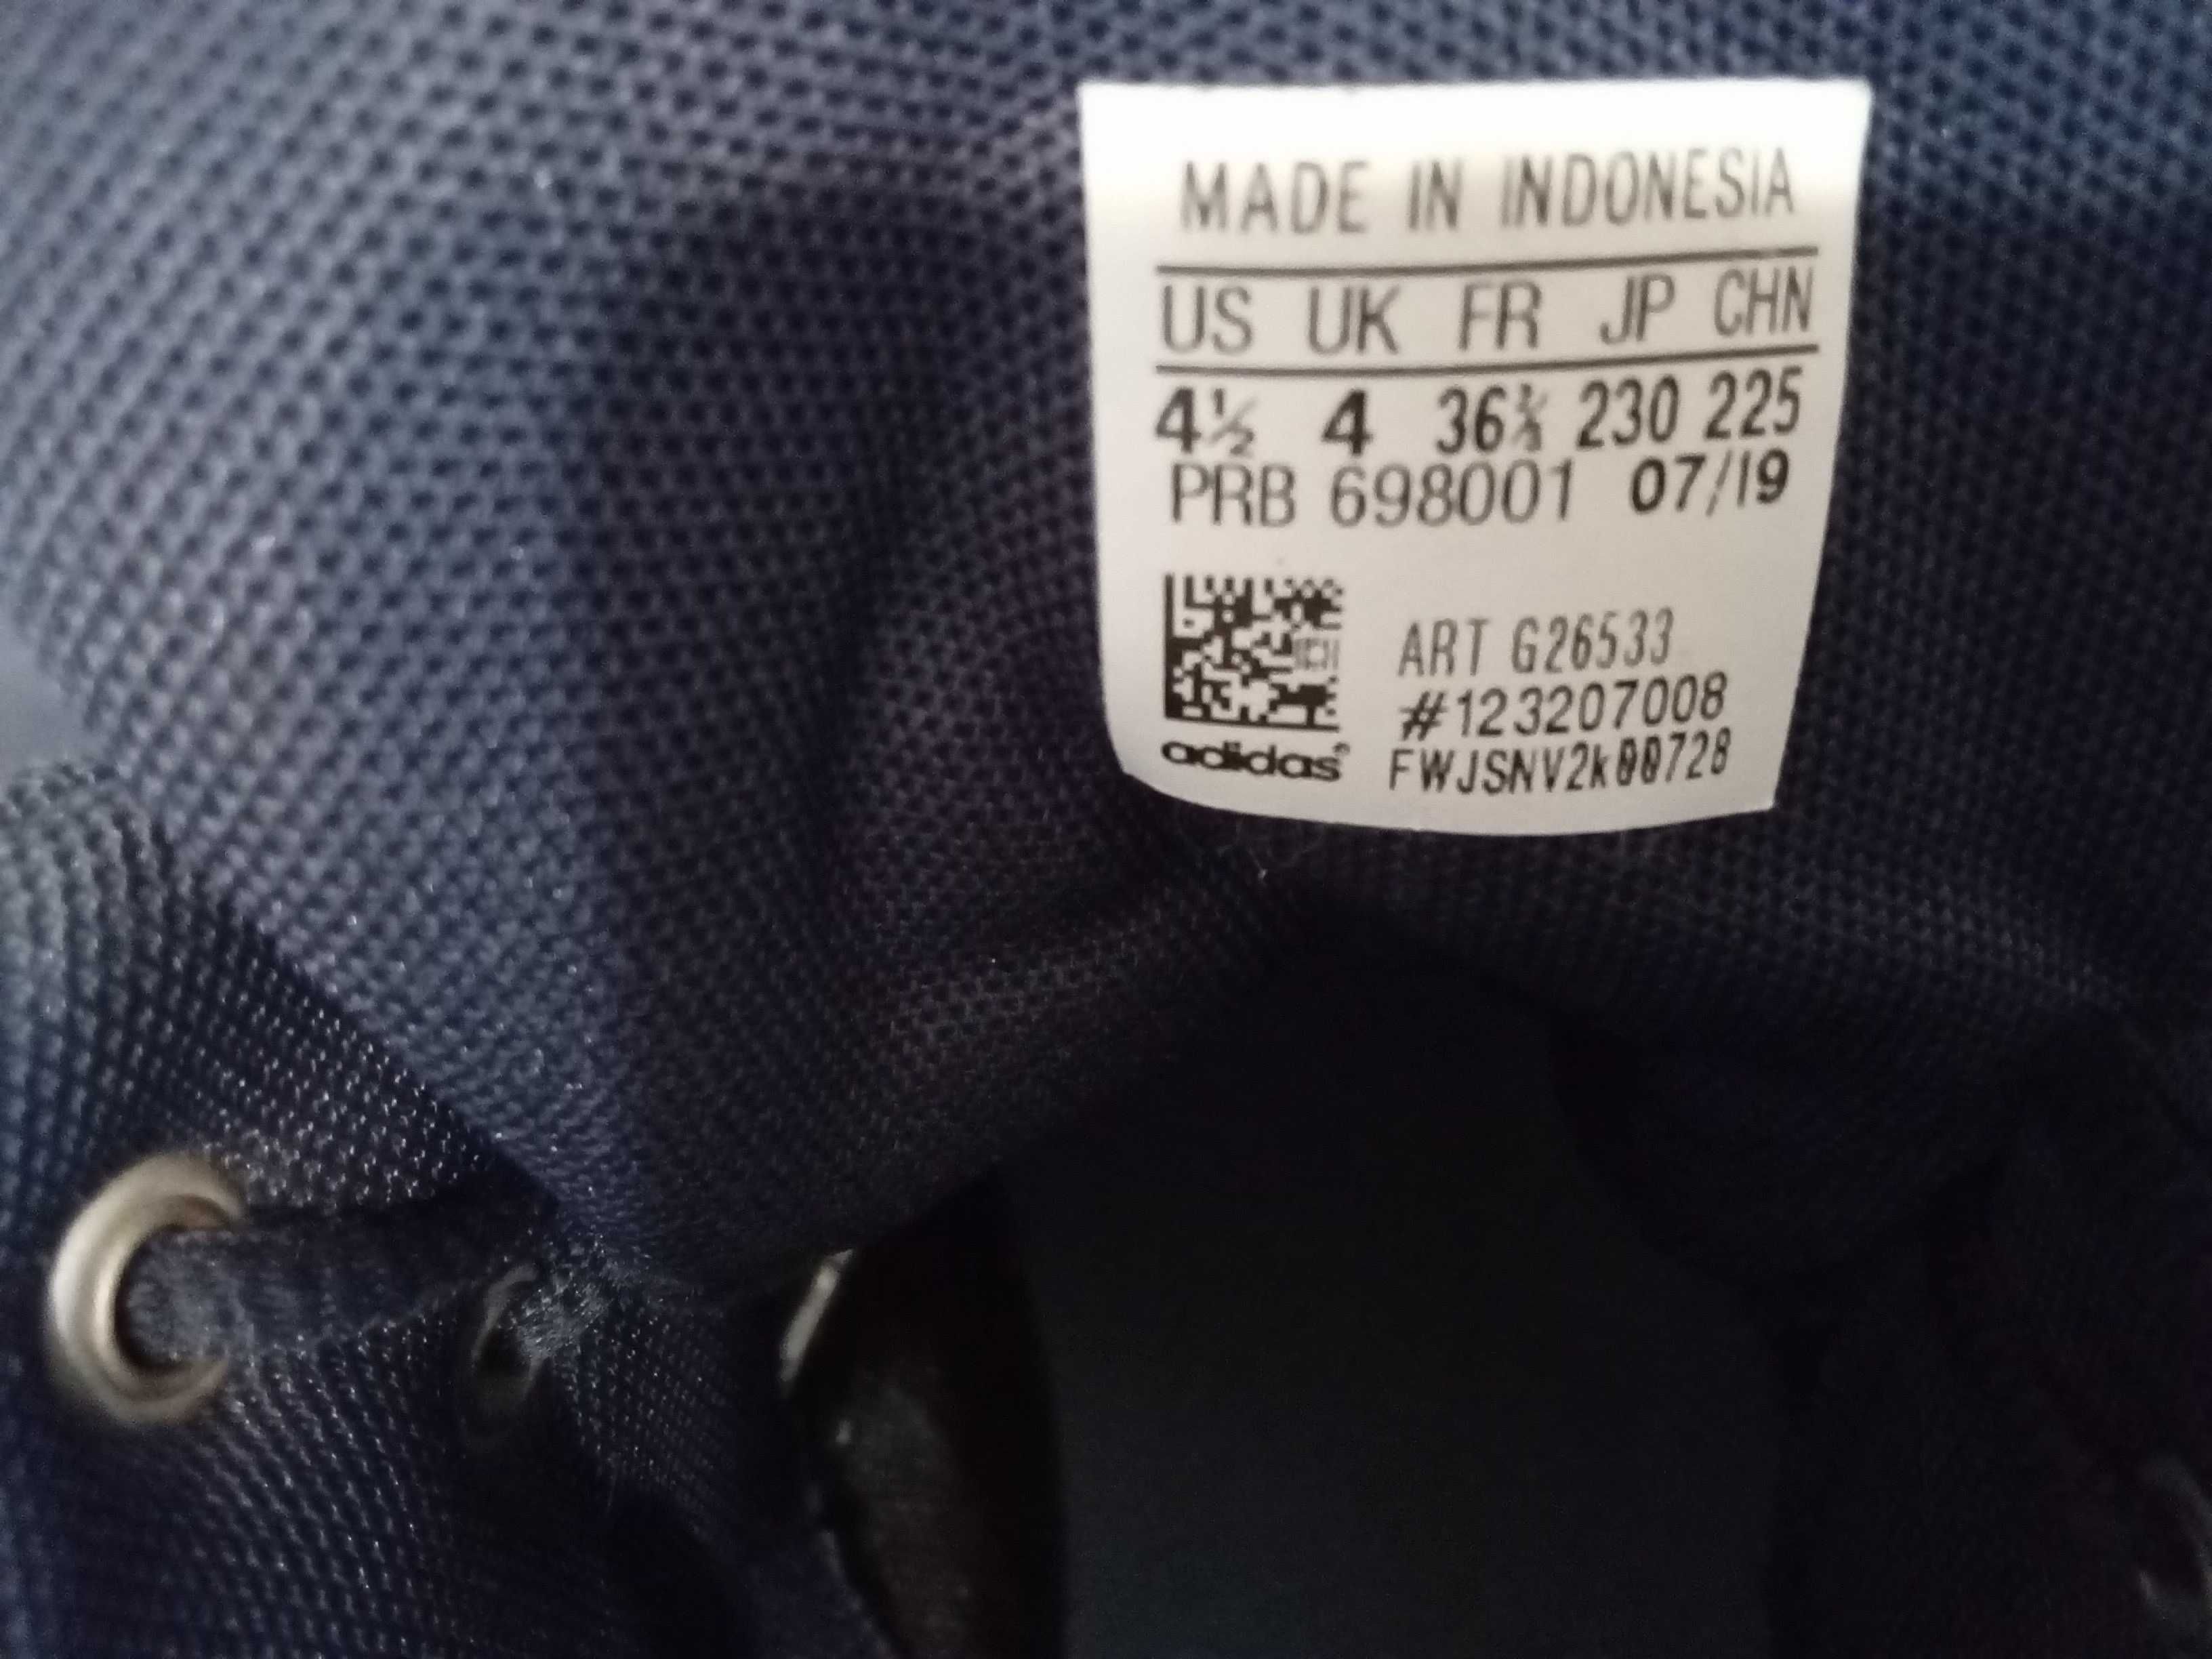 MADE IN INDONESIA
US UK FR JP CHN
4½ 4 36⅔ 230 225
PRB 698001 07/19
ART G26533
#123207008
adidas® FWJSNV2k00728